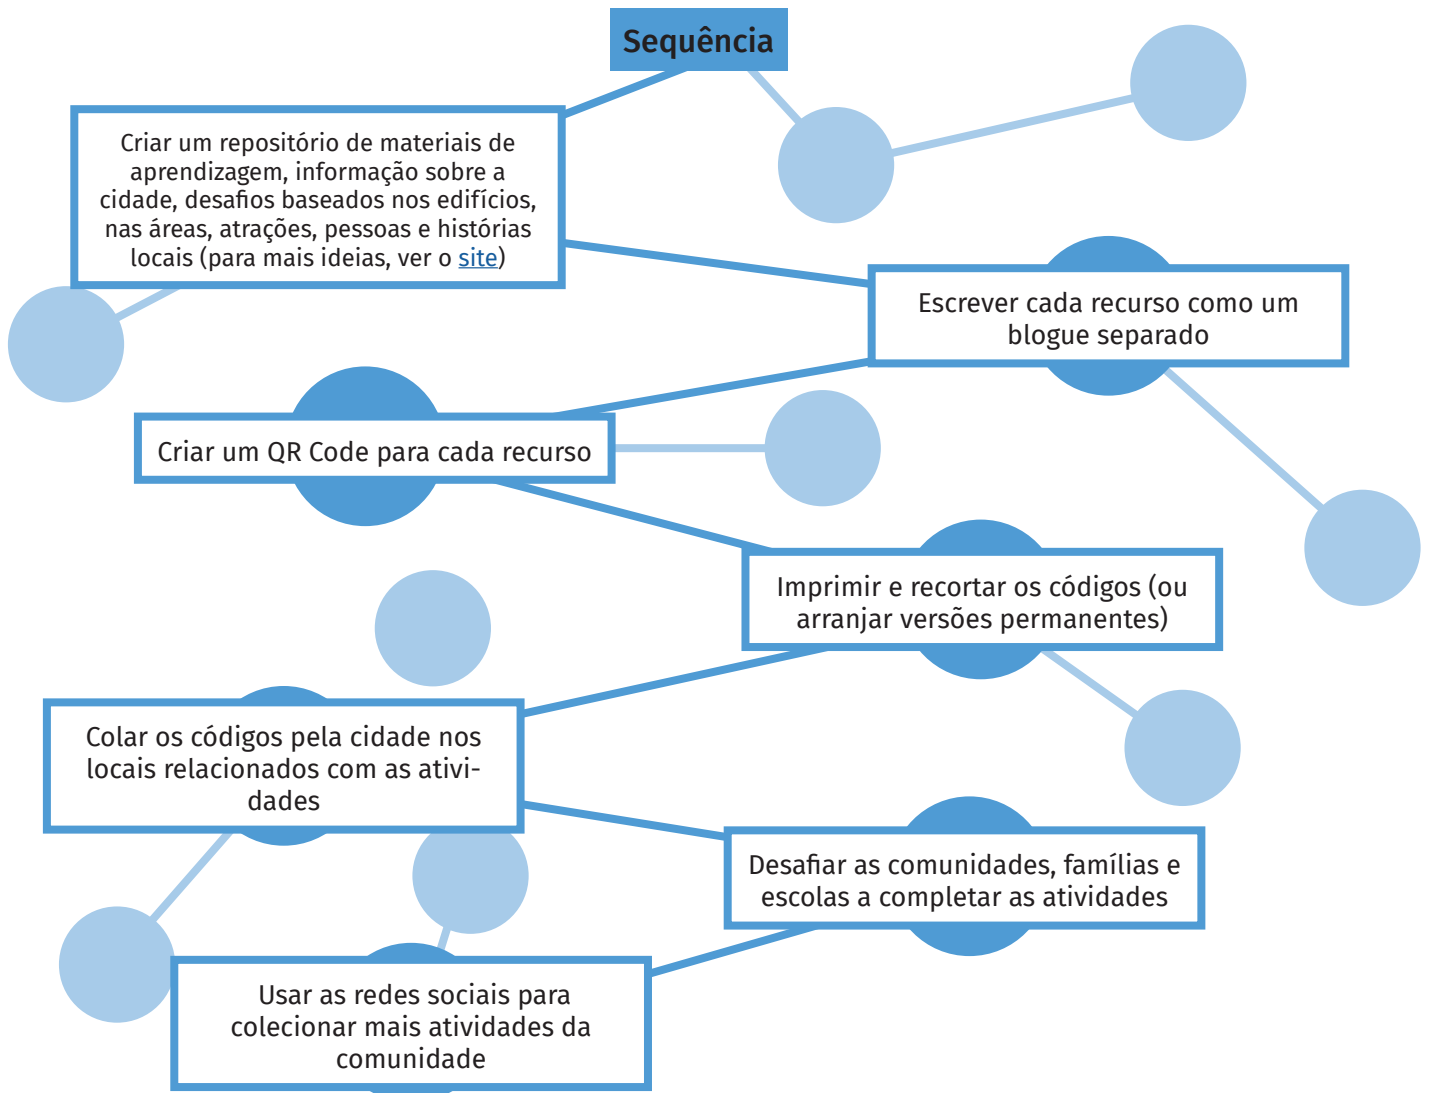 Sequência
Criar um repositório de materiais de
aprendizagem, informação sobre a
cidade, desafios baseados nos edifícios,
nas áreas, atrações, pessoas e histórias
locais (para mais ideias, ver o site)
Escrever cada recurso como um
blogue separado
Criar um QR Code para cada recurso
Imprimir e recortar os códigos (ou
arranjar versões permanentes)
Colar os códigos pela cidade nos
locais relacionados com as ativi-
dades
Desafiar as comunidades, famílias e
escolas a completar as atividades
Usar as redes sociais para
colecionar mais atividades da
comunidade